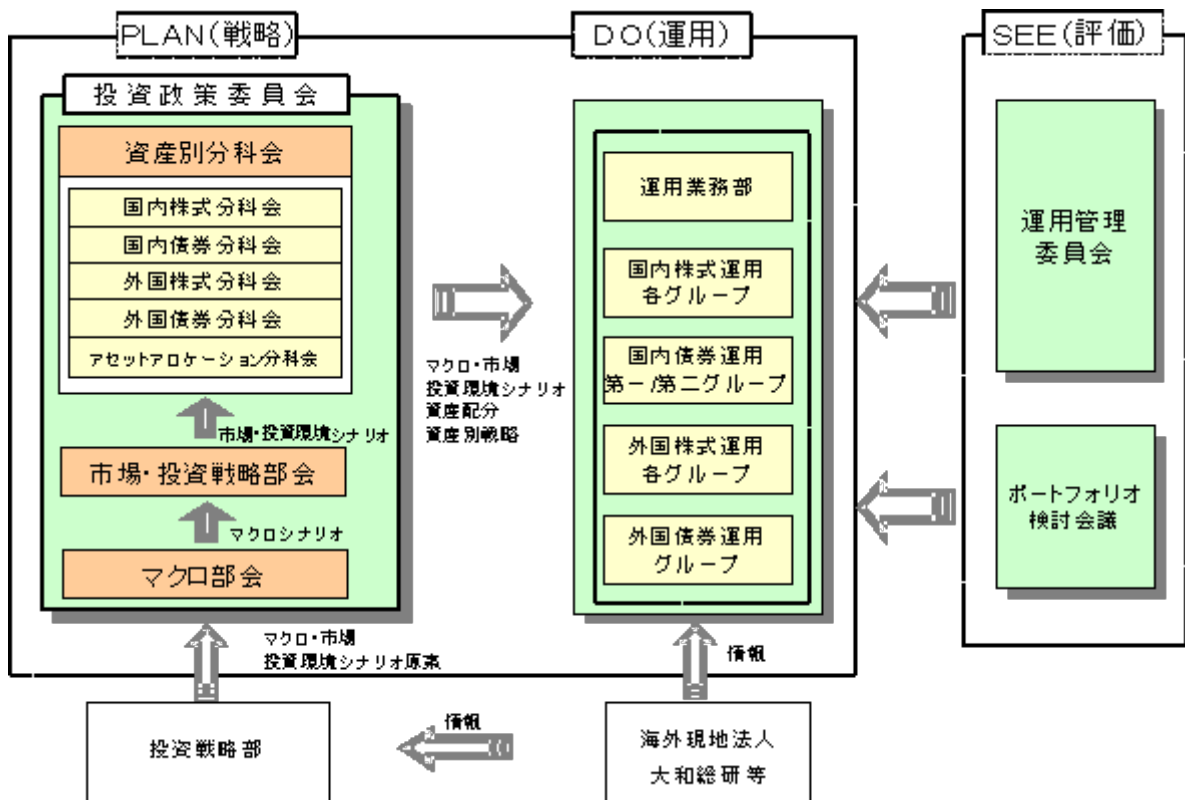 PLAN(戦略)
投資政策委員会
資産別分科会
国内株式分科会
国内債券分科会
外国株式分科会
外国債券分科会
アセットアロケーション分科会
市場・投資環境シナリオ
市場・投資戦略部会
マクロシナリオ
マクロ部会
マクロ・市場
投資環境シナリオ原案
投資戦略部
マクロ・市場
投資環境シナリオ
資産配分
資産別戦略
DO(運用)
運用業務部
国内株式運用
各グループ
国内債券運用
第一/第二グループ
外国株式運用
各グループ
外国債券運用
グループ
情報
情報
海外現地法人
大和総研等
SEE(評価)
運用管理
委員会
ポートフォリオ
検討会議